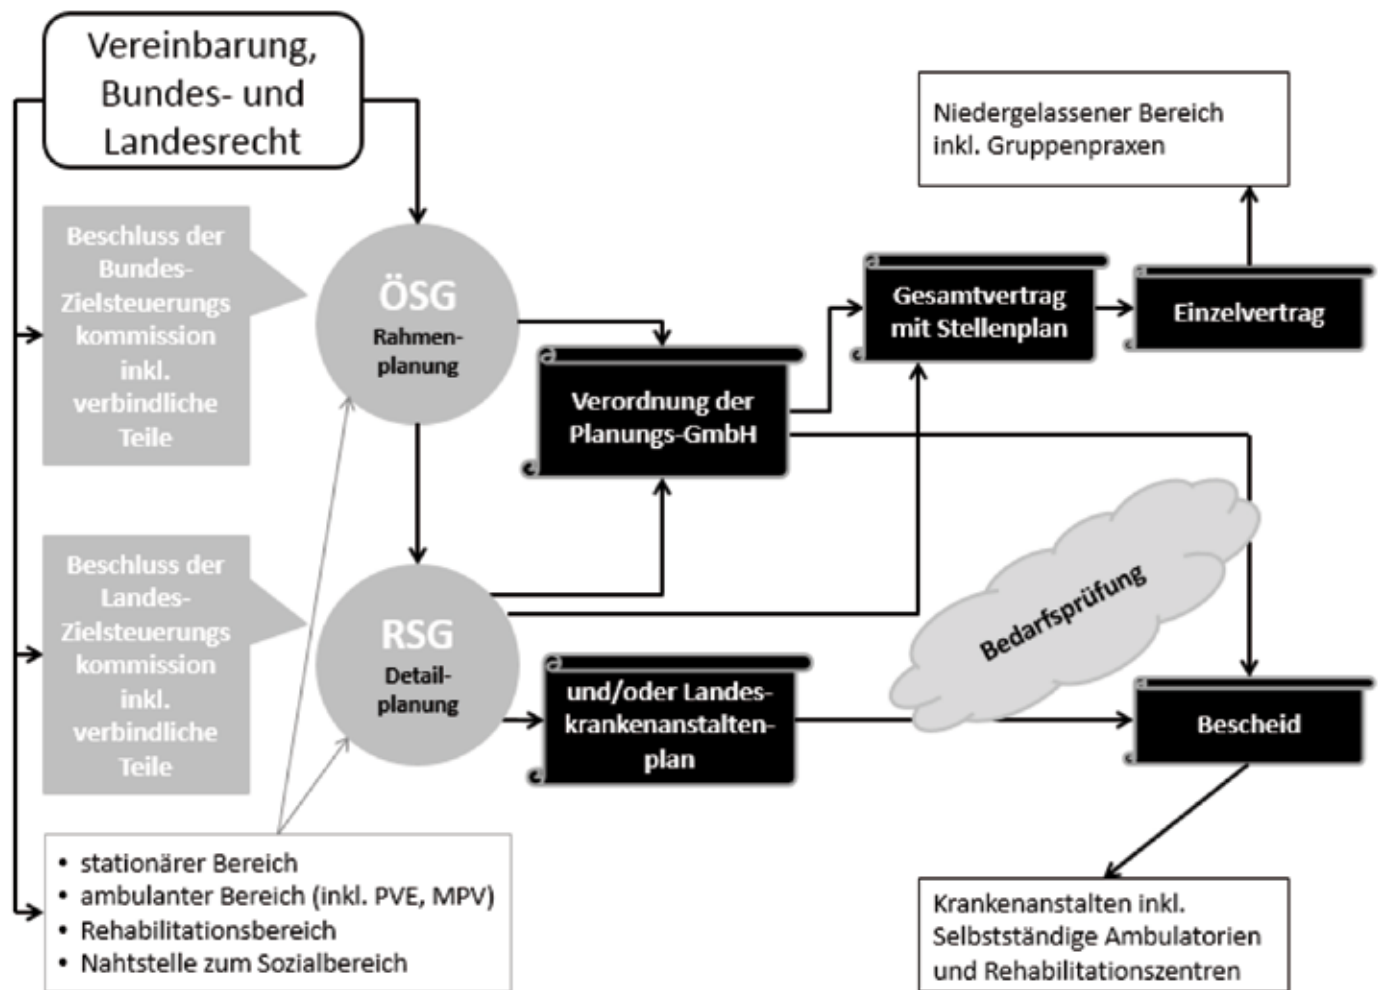 Vereinbarung,
Bundes- und
Landesrecht
Beschluss der
Bundes-
Zielsteuerungs
kommission
inkl.
verbindliche
Teile
ÖSG
Rahmen-
planung
Verordnung der
Planungs-GmbH
Gesamtvertrag
mit Stellenplan
Einzelvertrag
Niedergelassener Bereich
inkl. Gruppenpraxen
Beschluss der
Landes-
Zielsteuerungs
kommission
inkl.
verbindliche
Teile
RSG
Detail-
planung
und/oder Landes-
krankenanstalten-
plan
Bedarfsprüfung
Bescheid
• stationärer Bereich
• ambulanter Bereich (inkl. PVE, MPV)
• Rehabilitationsbereich
• Nahtstelle zum Sozialbereich
Krankenanstalten inkl.
Selbstständige Ambulatorien
und Rehabilitationszentren